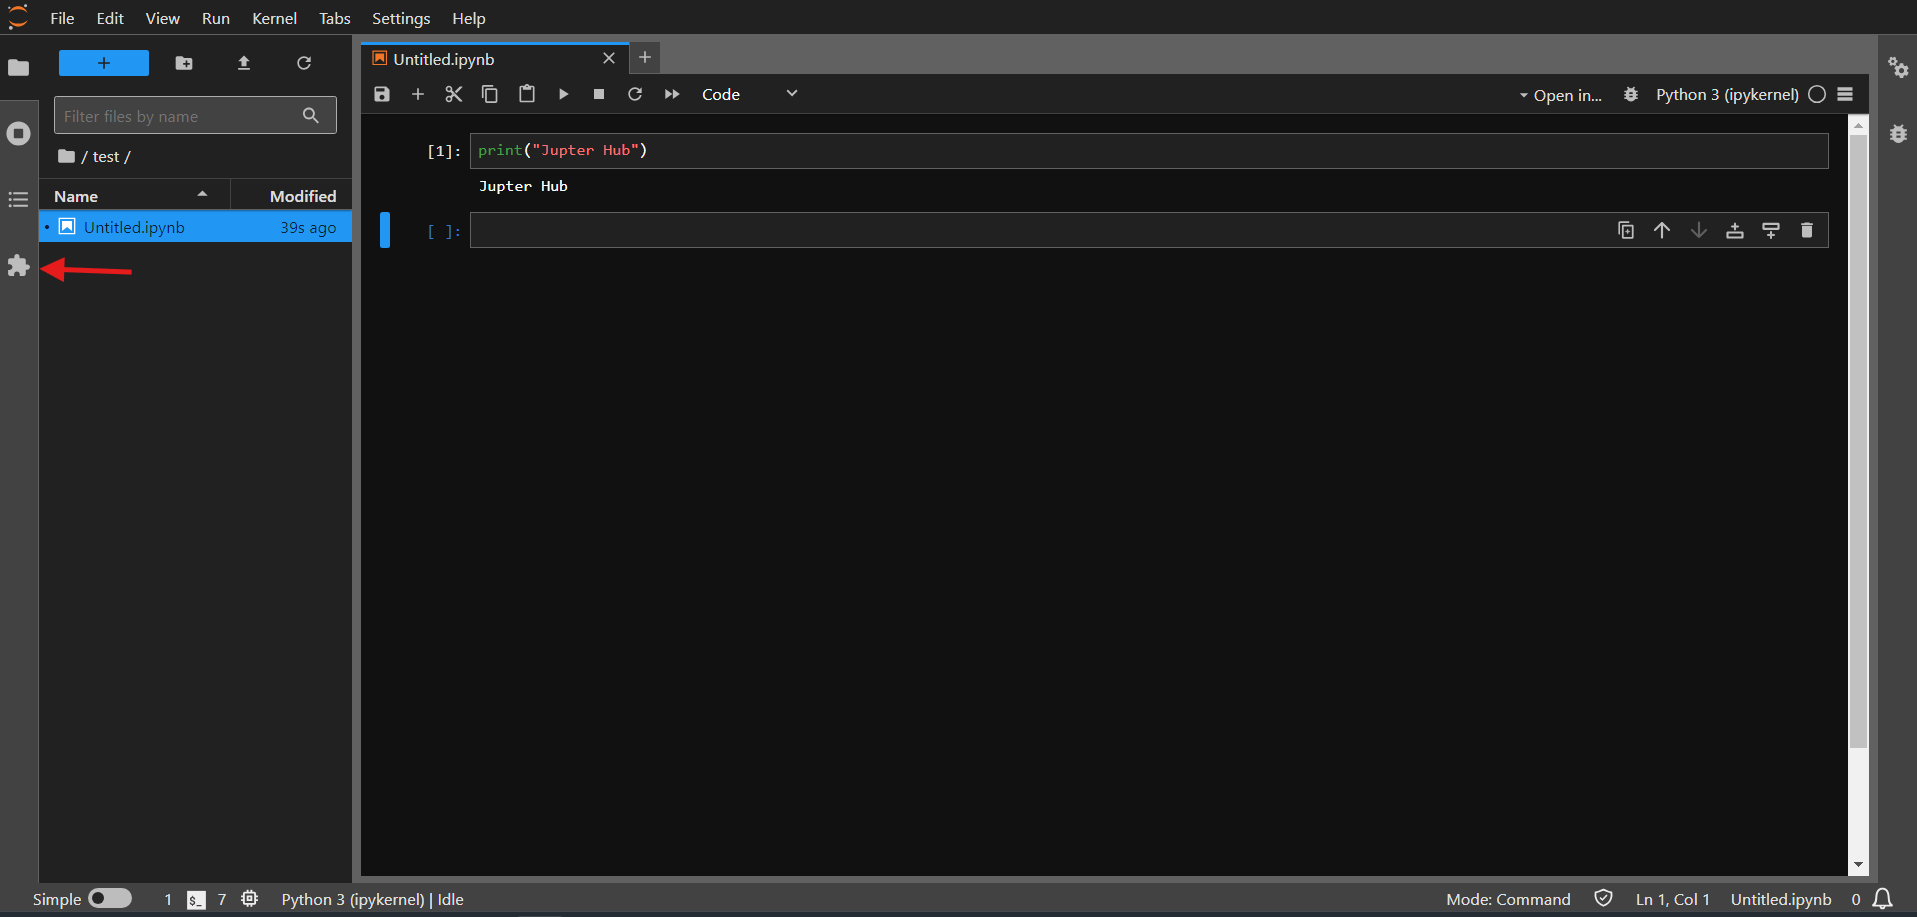 File Edit View Run Kernel Tabs Settings Help
Untitled.ipynb
Code
Open in...
Python 3 (ipykernel)
Filter files by name
/ test /
Name Modified
Untitled.ipynb 39s ago
[1]: print("Jupter Hub")
Jupter Hub
[ ]:
Simple 1 $_ 7 Python 3 (ipykernel) | Idle Mode: Command Ln 1, Col 1 Untitled.ipynb 0